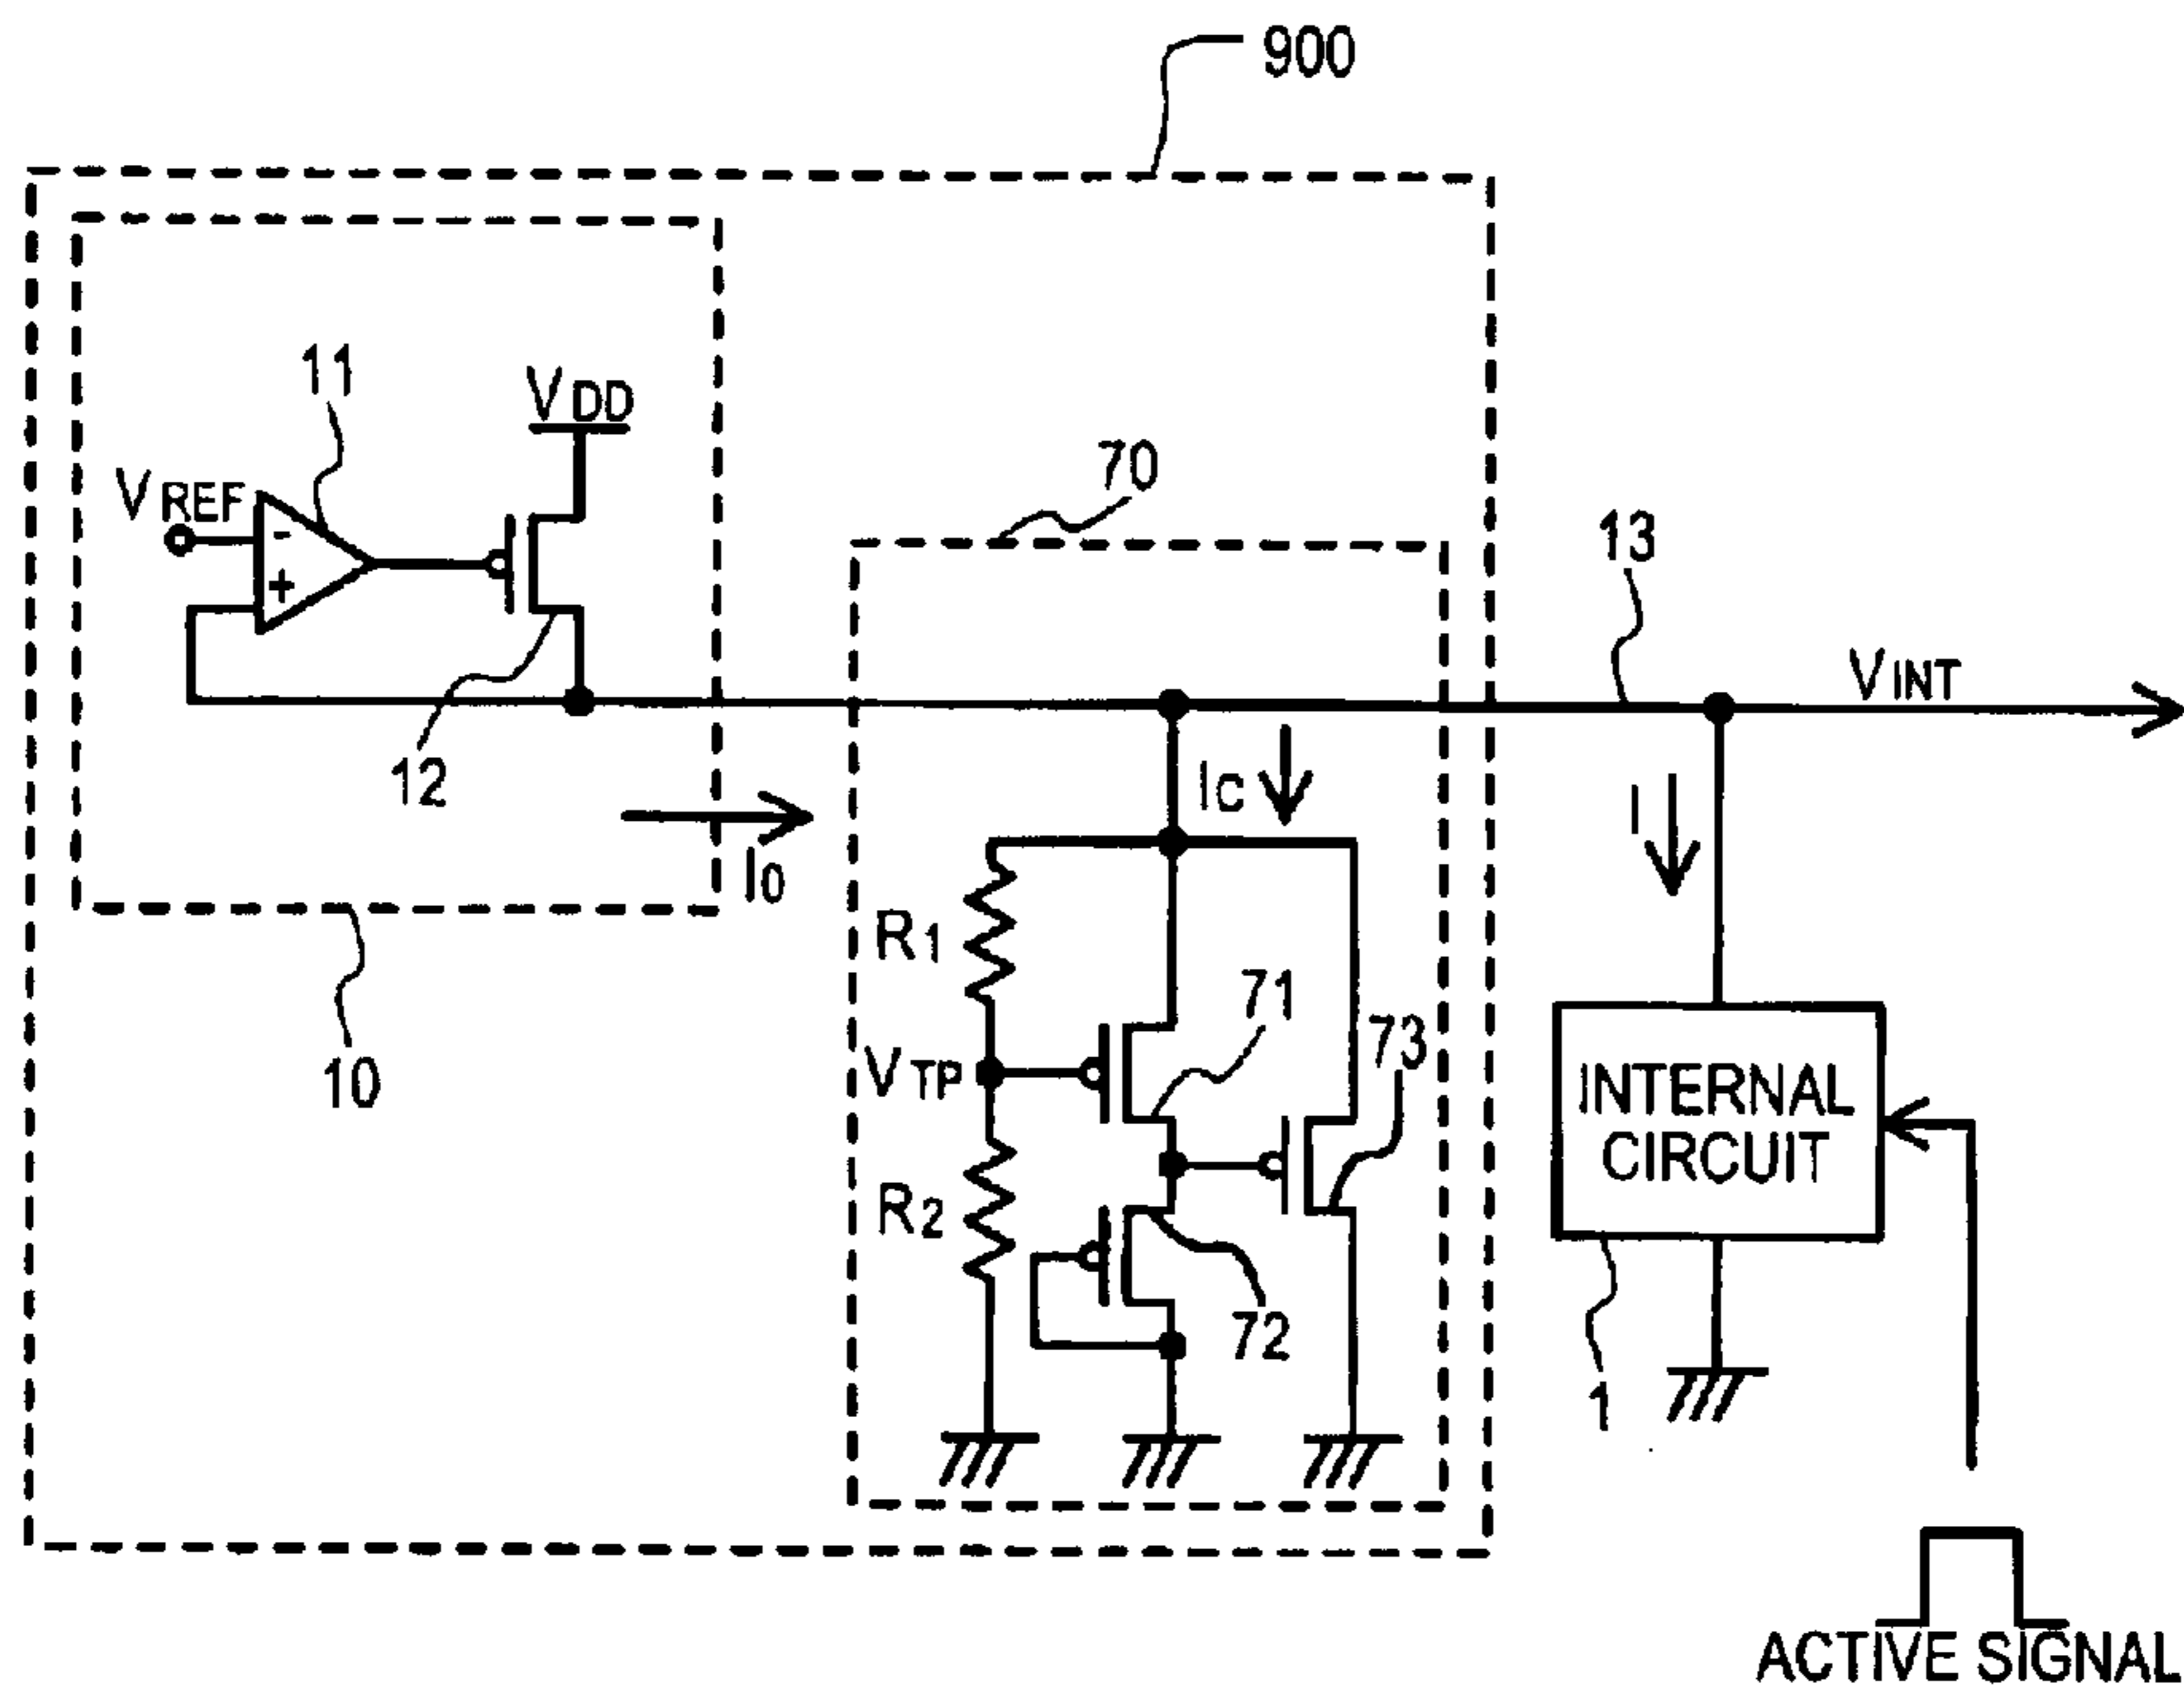 900
11
VDD
VREF
-
+
70
13
VINT
12
IC
I
IO
R1
71
73
VTP
10
INTERNAL
CIRCUIT
R2
72
1
ACTIVE SIGNAL